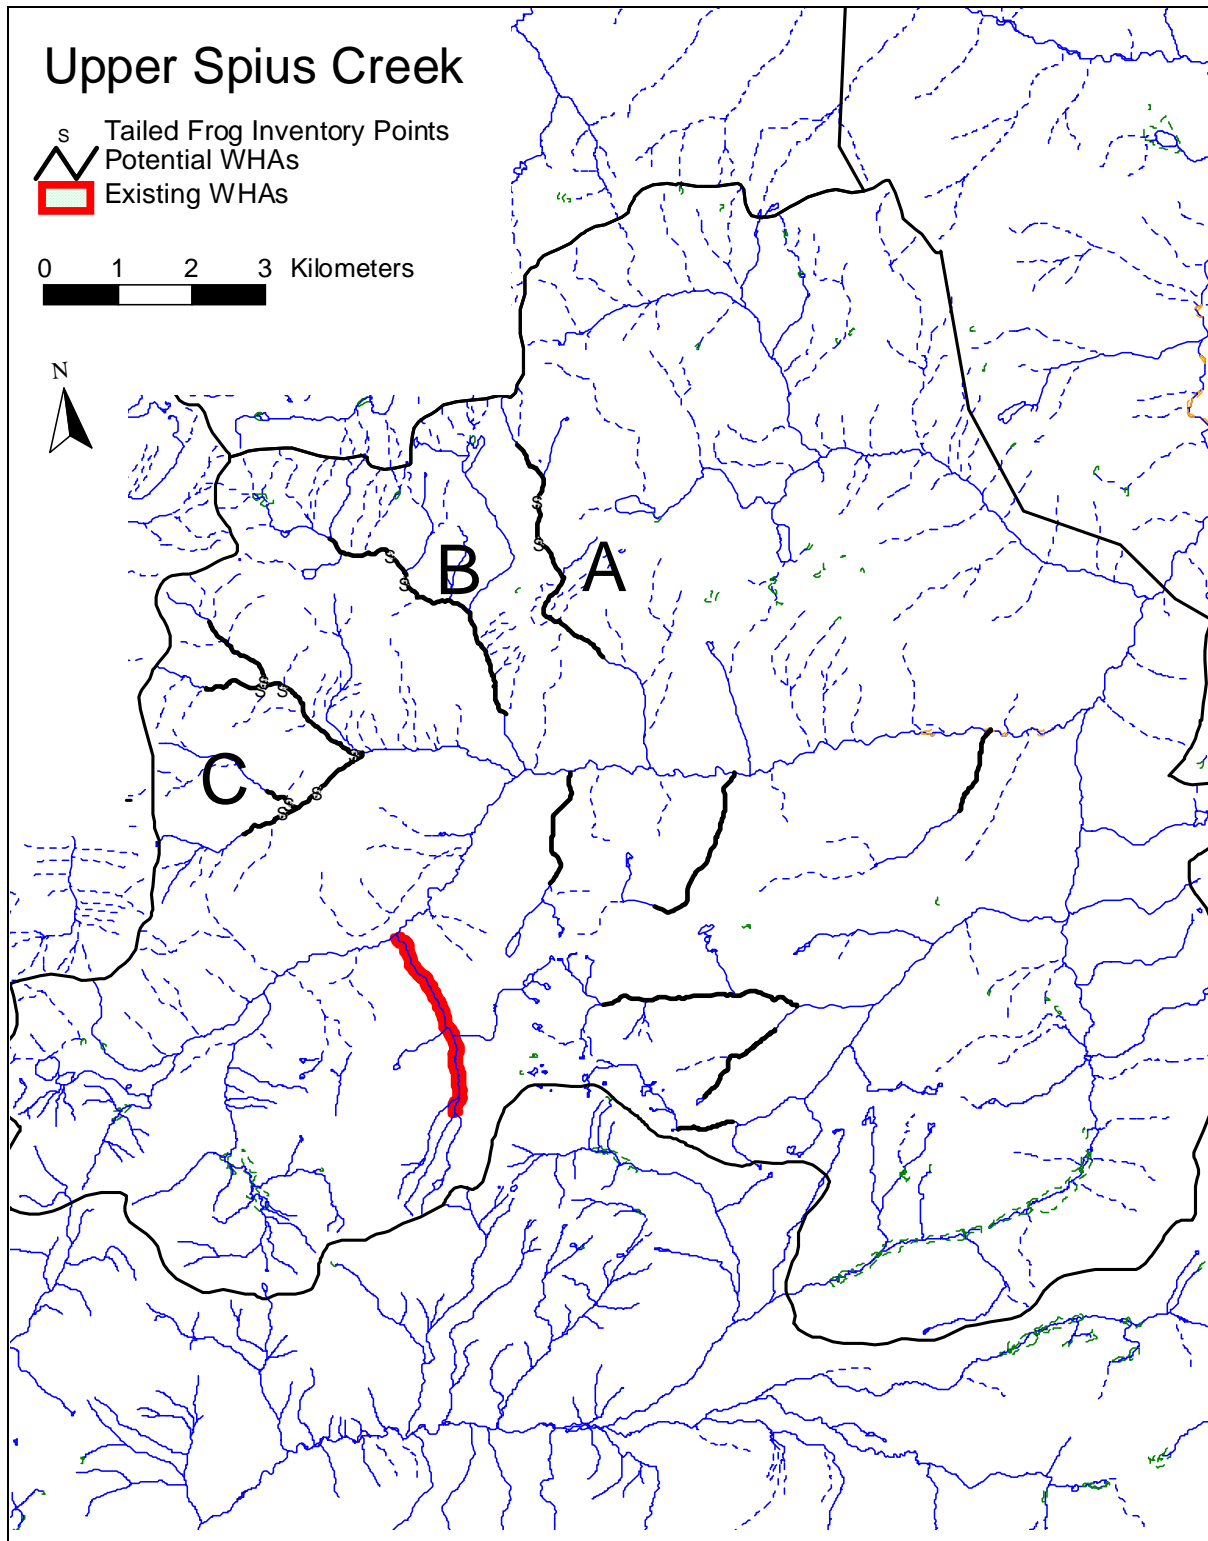 Upper Spius Creek
S Tailed Frog Inventory Points
Potential WHAs
Existing WHAs
0 1 2 3 Kilometers
N
S
S
A
B
S
S
S
S
S
S
C
S
S
S